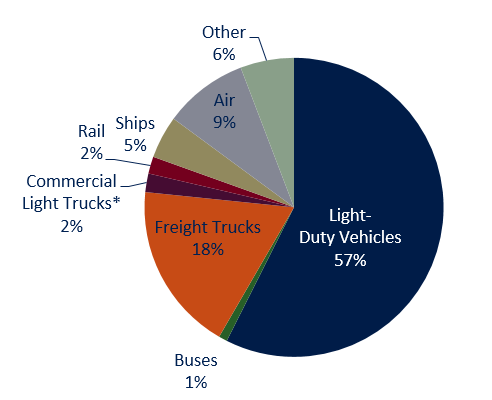 Other
6%
Air
9%
Ships
5%
Rail
2%
Commercial
Light Trucks*
2%
Freight Trucks
18%
Light-
Duty Vehicles
57%
Buses
1%